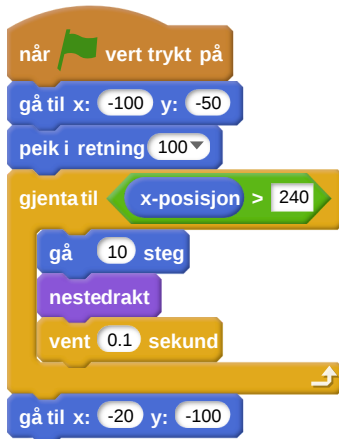 når vert trykt på
gå til x: -100 y: -50
peik i retning 100
gjenta til x-posisjon > 240
gå 10 steg
nestedrakt
vent 0.1 sekund
gå til x: -20 y: -100